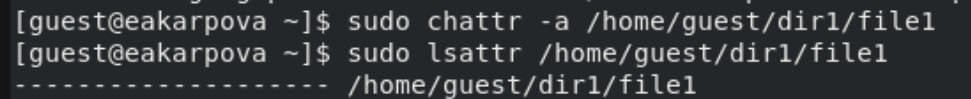 [guest@eakarpova ~]$ sudo chattr -a /home/guest/dir1/file1
[guest@eakarpova ~]$ sudo lsattr /home/guest/dir1/file1
-------------------- /home/guest/dir1/file1